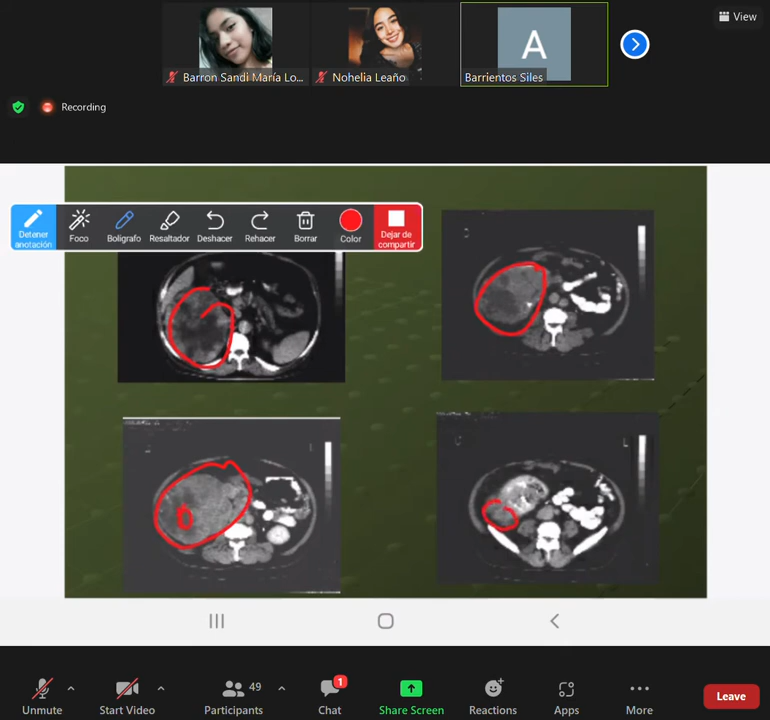 View
Barron Sandi María Lo...
Nohelia Leaño
A
Barrientos Siles
Recording
Detener anotación
Foco
Bolígrafo
Resaltador
Deshacer
Rehacer
Borrar
Color
Dejar de compartir
L
Unmute
Start Video
49
Participants
1
Chat
Share Screen
Reactions
Apps
More
Leave